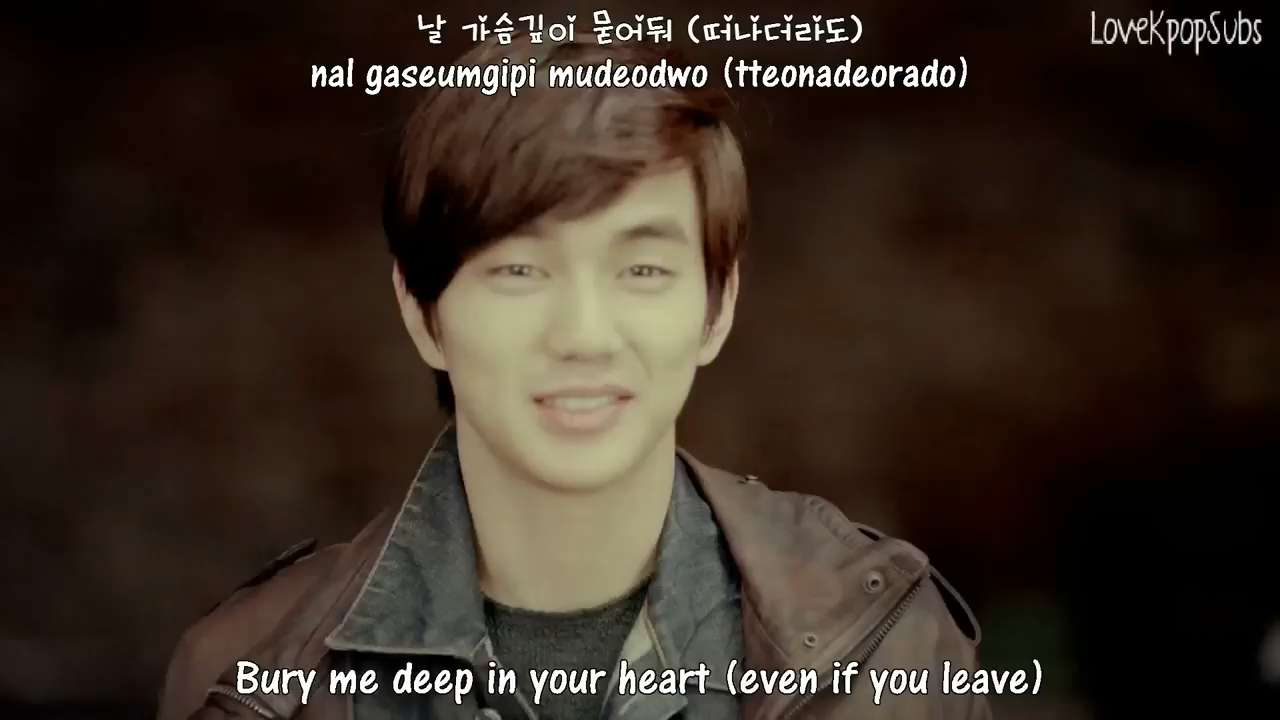 날 가슴깊이 묻어둬 (떠나더라도)
LoveKpopSubs
nal gaseumgipi mudeodwo (tteonadeorado)
Bury me deep in your heart (even if you leave)